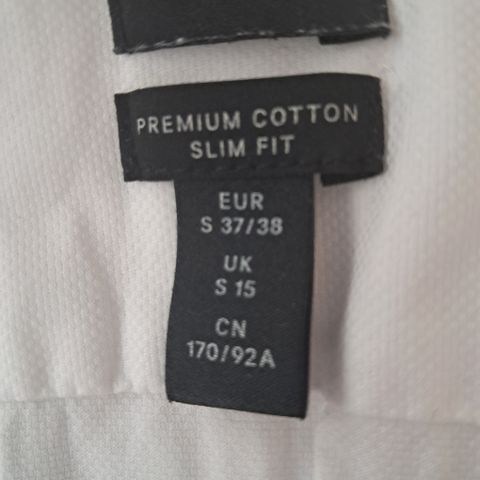 PREMIUM COTTON
SLIM FIT
EUR
S 37/38
UK
S 15
CN
170/92A